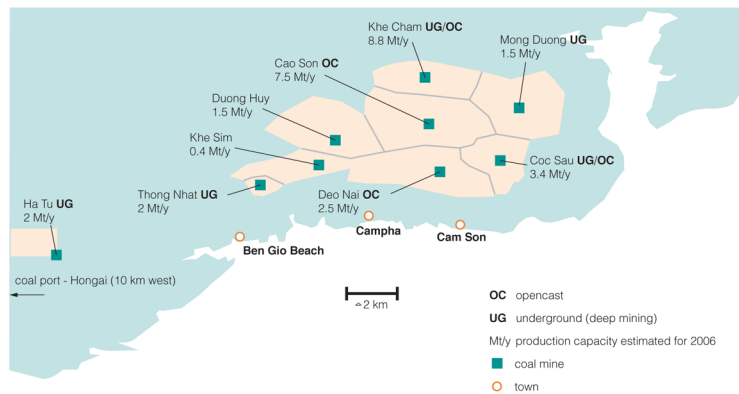 Khe Cham UG/OC
8.8 Mt/y
Mong Duong UG
1.5 Mt/y
Cao Son OC
7.5 Mt/y
Duong Huy
1.5 Mt/y
Khe Sim
0.4 Mt/y
Coc Sau UG/OC
3.4 Mt/y
Thong Nhat UG
2 Mt/y
Deo Nai OC
2.5 Mt/y
Ha Tu UG
2 Mt/y
Campha
Cam Son
Ben Gio Beach
coal port - Hongai (10 km west)
≏2 km
OC opencast
UG underground (deep mining)
Mt/y production capacity estimated for 2006
coal mine
town